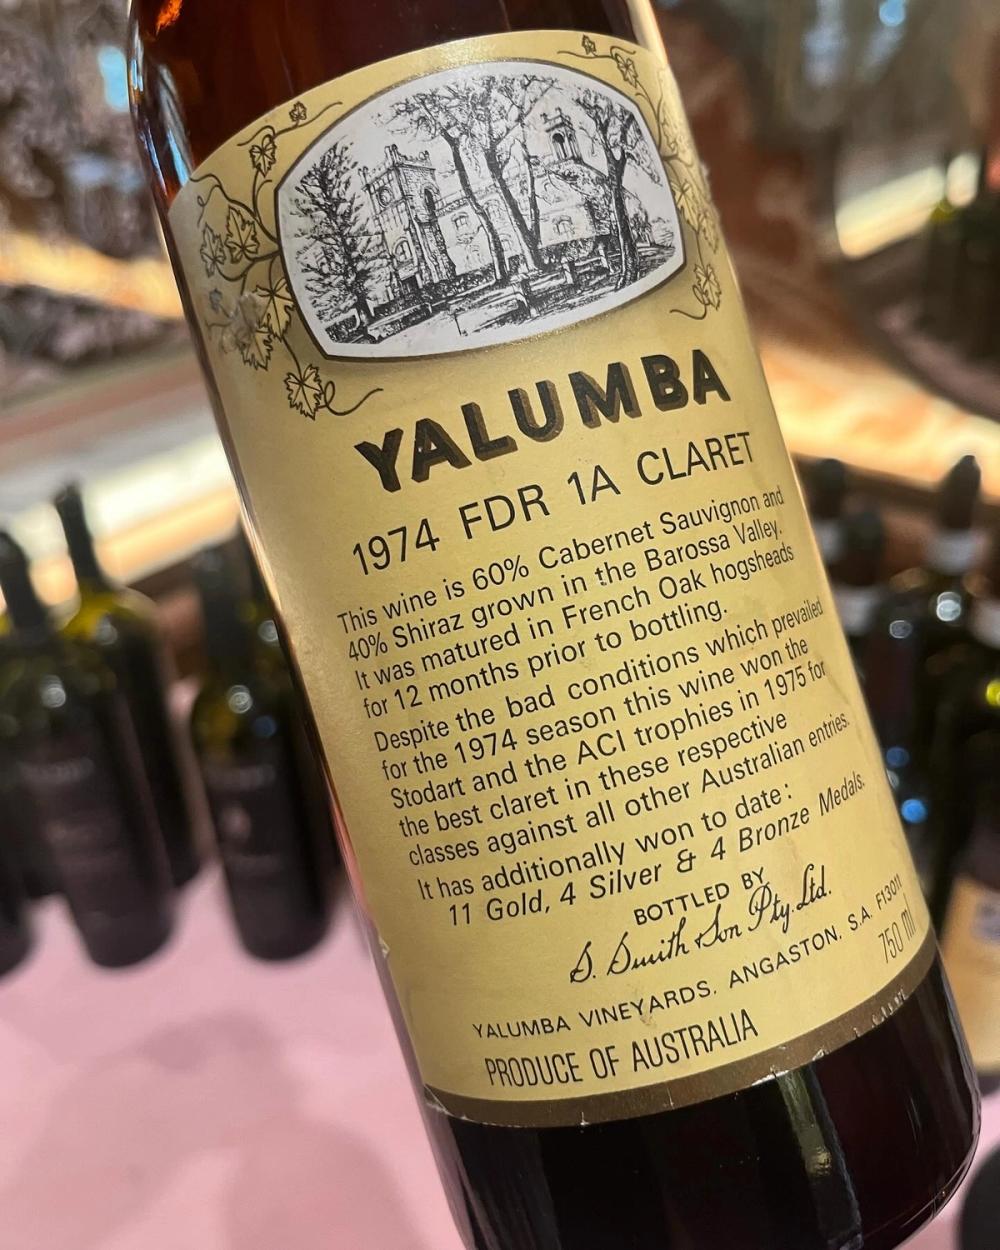 YALUMBA
1974 FDR 1A CLARET
This wine is 60% Cabernet Sauvignon and
40% Shiraz grown in the Barossa Valley.
It was matured in French Oak hogsheads
for 12 months prior to bottling.
Despite the bad conditions which prevailed
for the 1974 season this wine won the
Stodart and the ACI trophies in 1975 for
the best claret in these respective
classes against all other Australian entries.
It has additionally won to date:
11 Gold, 4 Silver & 4 Bronze Medals.
BOTTLED BY
S. Smith & Son Pty. Ltd.
YALUMBA VINEYARDS, ANGASTON, S.A. F13011
PRODUCE OF AUSTRALIA 750 ml